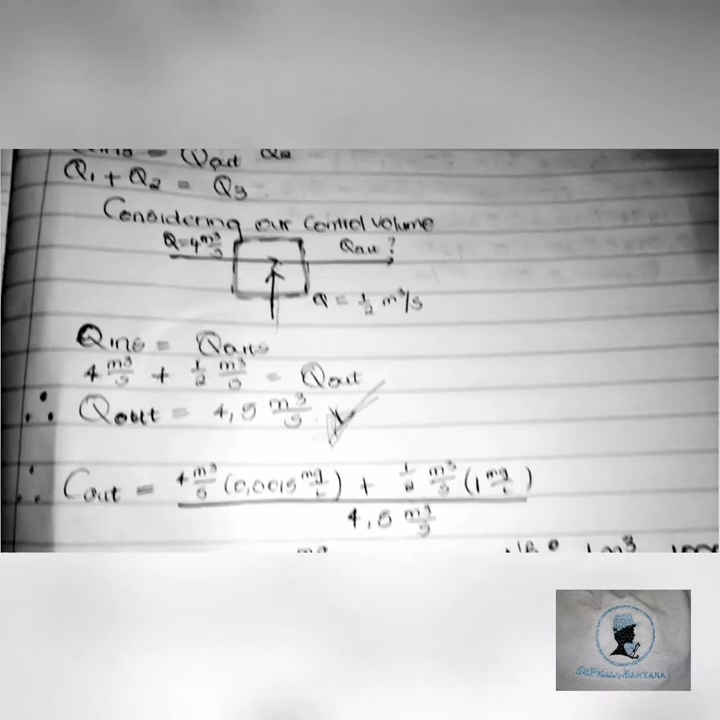 = Qout
Q₁ + Q₂ = Q₃
Considering our control volume
Q=4 m³/s Qout ?
Q = 1/2 m³/s
Qins = Qouts
4 m³/s + 1/2 m³/s = Qout
∴ Qout = 4,5 m³/s
∴ Cout = 4 m³/s (0,0015 mg/L) + 1/2 m³/s (1 mg/L)
4,5 m³/s